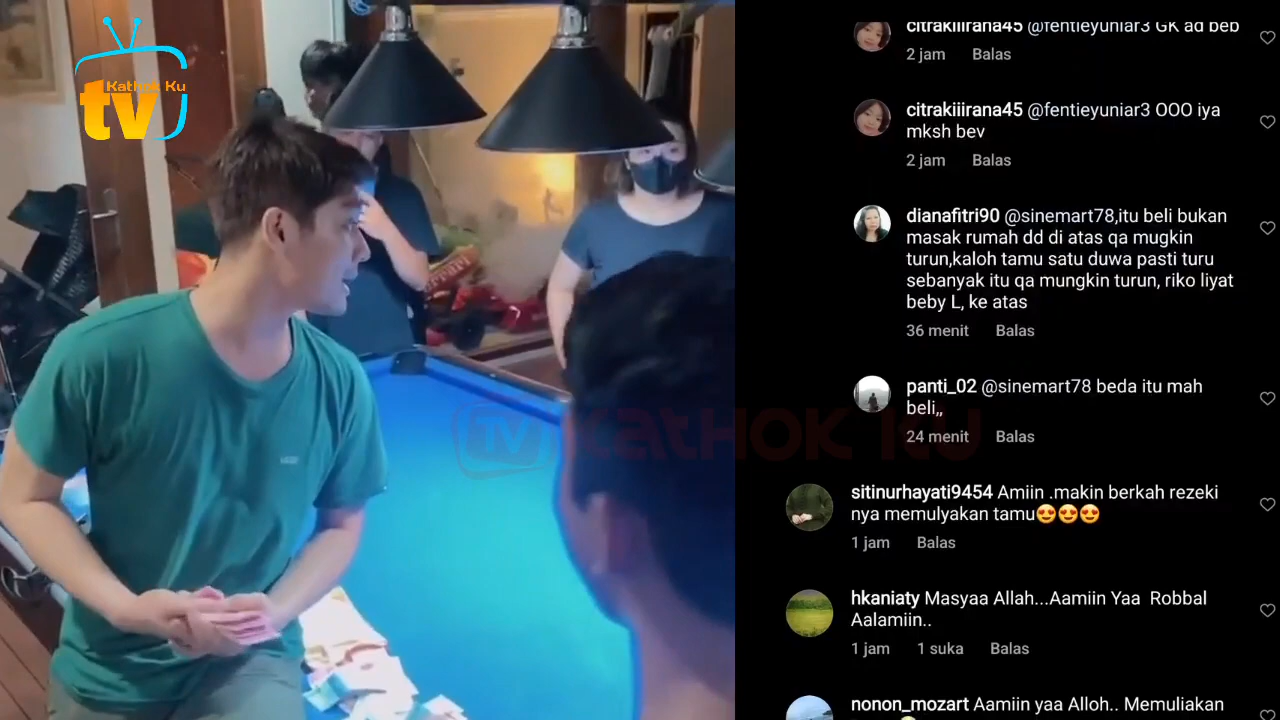 Kathok Ku
tv
citrakiiirana45 @fentieyuniar3 GK ad beb
2 jam Balas
citrakiiirana45 @fentieyuniar3 OOO iya
mksh bev
2 jam Balas
dianafitri90 @sinemart78,itu beli bukan
masak rumah dd di atas qa mugkin
turun,kaloh tamu satu duwa pasti turu
sebanyak itu qa mungkin turun, riko liyat
beby L, ke atas
36 menit Balas
panti_02 @sinemart78 beda itu mah
beli,,
24 menit Balas
tv KATHOK KU
sitinurhayati9454 Amiin .makin berkah rezeki
nya memulyakan tamu😍😍😍
1 jam Balas
hkaniaty Masyaa Allah...Aamiin Yaa Robbal
Aalamiin..
1 jam 1 suka Balas
nonon_mozart Aamiin yaa Alloh.. Memuliakan